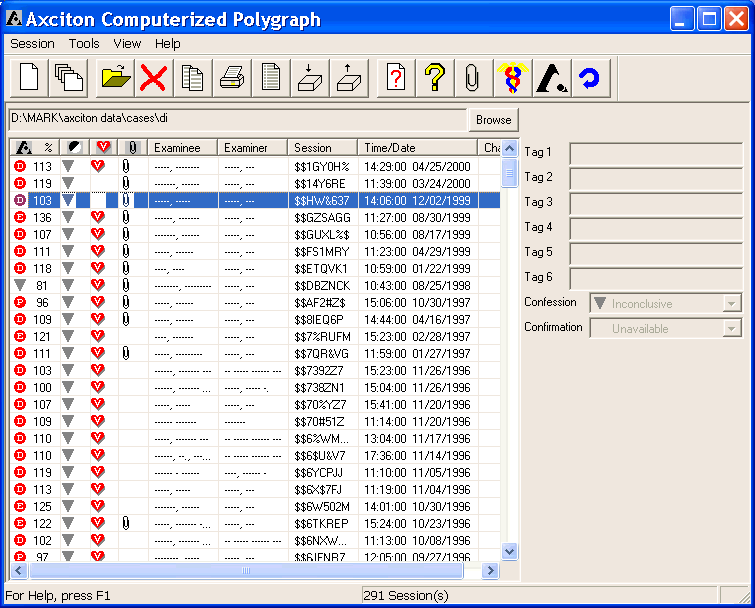 Axciton Computerized Polygraph
Session Tools View Help
D:\MARK\axciton data\cases\di Browse
% Examinee Examiner Session Time/Date Cha
D 113 V -----, ------- -----, --- $$1GY0H% 14:29:00 04/25/2000
D 119 ------, ----- -----, --- $$14Y6RE 11:39:00 03/24/2000
D 103 -----, ----- -----, --- $$HW&637 14:06:00 12/02/1999
E 136 V -----, ----- -----, --- $$GZSAGG 11:27:00 08/30/1999
D 107 V ------, ------ -----, --- $$GUXL%$ 10:56:00 08/17/1999
D 111 V ----, ------ -----, --- $$FS1MRY 11:23:00 04/29/1999
D 118 V ----, ---- -----, --- $$ETQVK1 10:59:00 01/22/1999
81 V -------, --------- -----, --- $$DBZNCK 10:43:00 08/25/1998
P 96 V -----, ------ -----, --- $$AF2#Z$ 15:06:00 10/30/1997
D 109 V -----, ----- -----, --- $$8IEQ6P 14:44:00 04/16/1997
E 121 V ----, ------ -----, --- $$7%RUFM 15:23:00 02/28/1997
D 111 V -----, --------- -----, --- $$7QR&VG 11:59:00 01/27/1997
D 103 V ----, ------ --- -- ----- ------ --- $$7392Z7 15:23:00 11/26/1996
D 100 V -----, ------ ... ----, ----- -. $$738ZN1 15:04:00 11/26/1996
D 107 V ----, ----- -----, --- $$70%YZ7 15:41:00 11/20/1996
D 109 V ------ ------ ------ $$70#51Z 11:14:00 11/20/1996
D 110 V ----, ------ --- -- ----- ------ --- $$6%WM... 13:04:00 11/17/1996
D 110 V ------, --., ---... -- ----- ------ --- $$6$U&V7 17:36:00 11/14/1996
D 119 V ------ - ------ ---, ------ - $$6YCPJJ 11:10:00 11/05/1996
D 113 V -----, ----- -----, --- $$6X$7FJ 11:19:00 11/04/1996
E 125 V ------, ------ -----, --- $$6W502M 14:01:00 10/30/1996
E 122 V ----, ------- -... -----, --- $$6TKREP 15:24:00 10/23/1996
D 102 V ----, ------ --- -- ----- ------ --- $$6NXW... 11:13:00 10/08/1996
P 97 V -------, ----- -----, --- $$6JFNR7 12:05:00 09/27/1996
Tag 1
Tag 2
Tag 3
Tag 4
Tag 5
Tag 6
Confession Inconclusive
Confirmation Unavailable
For Help, press F1 291 Session(s)